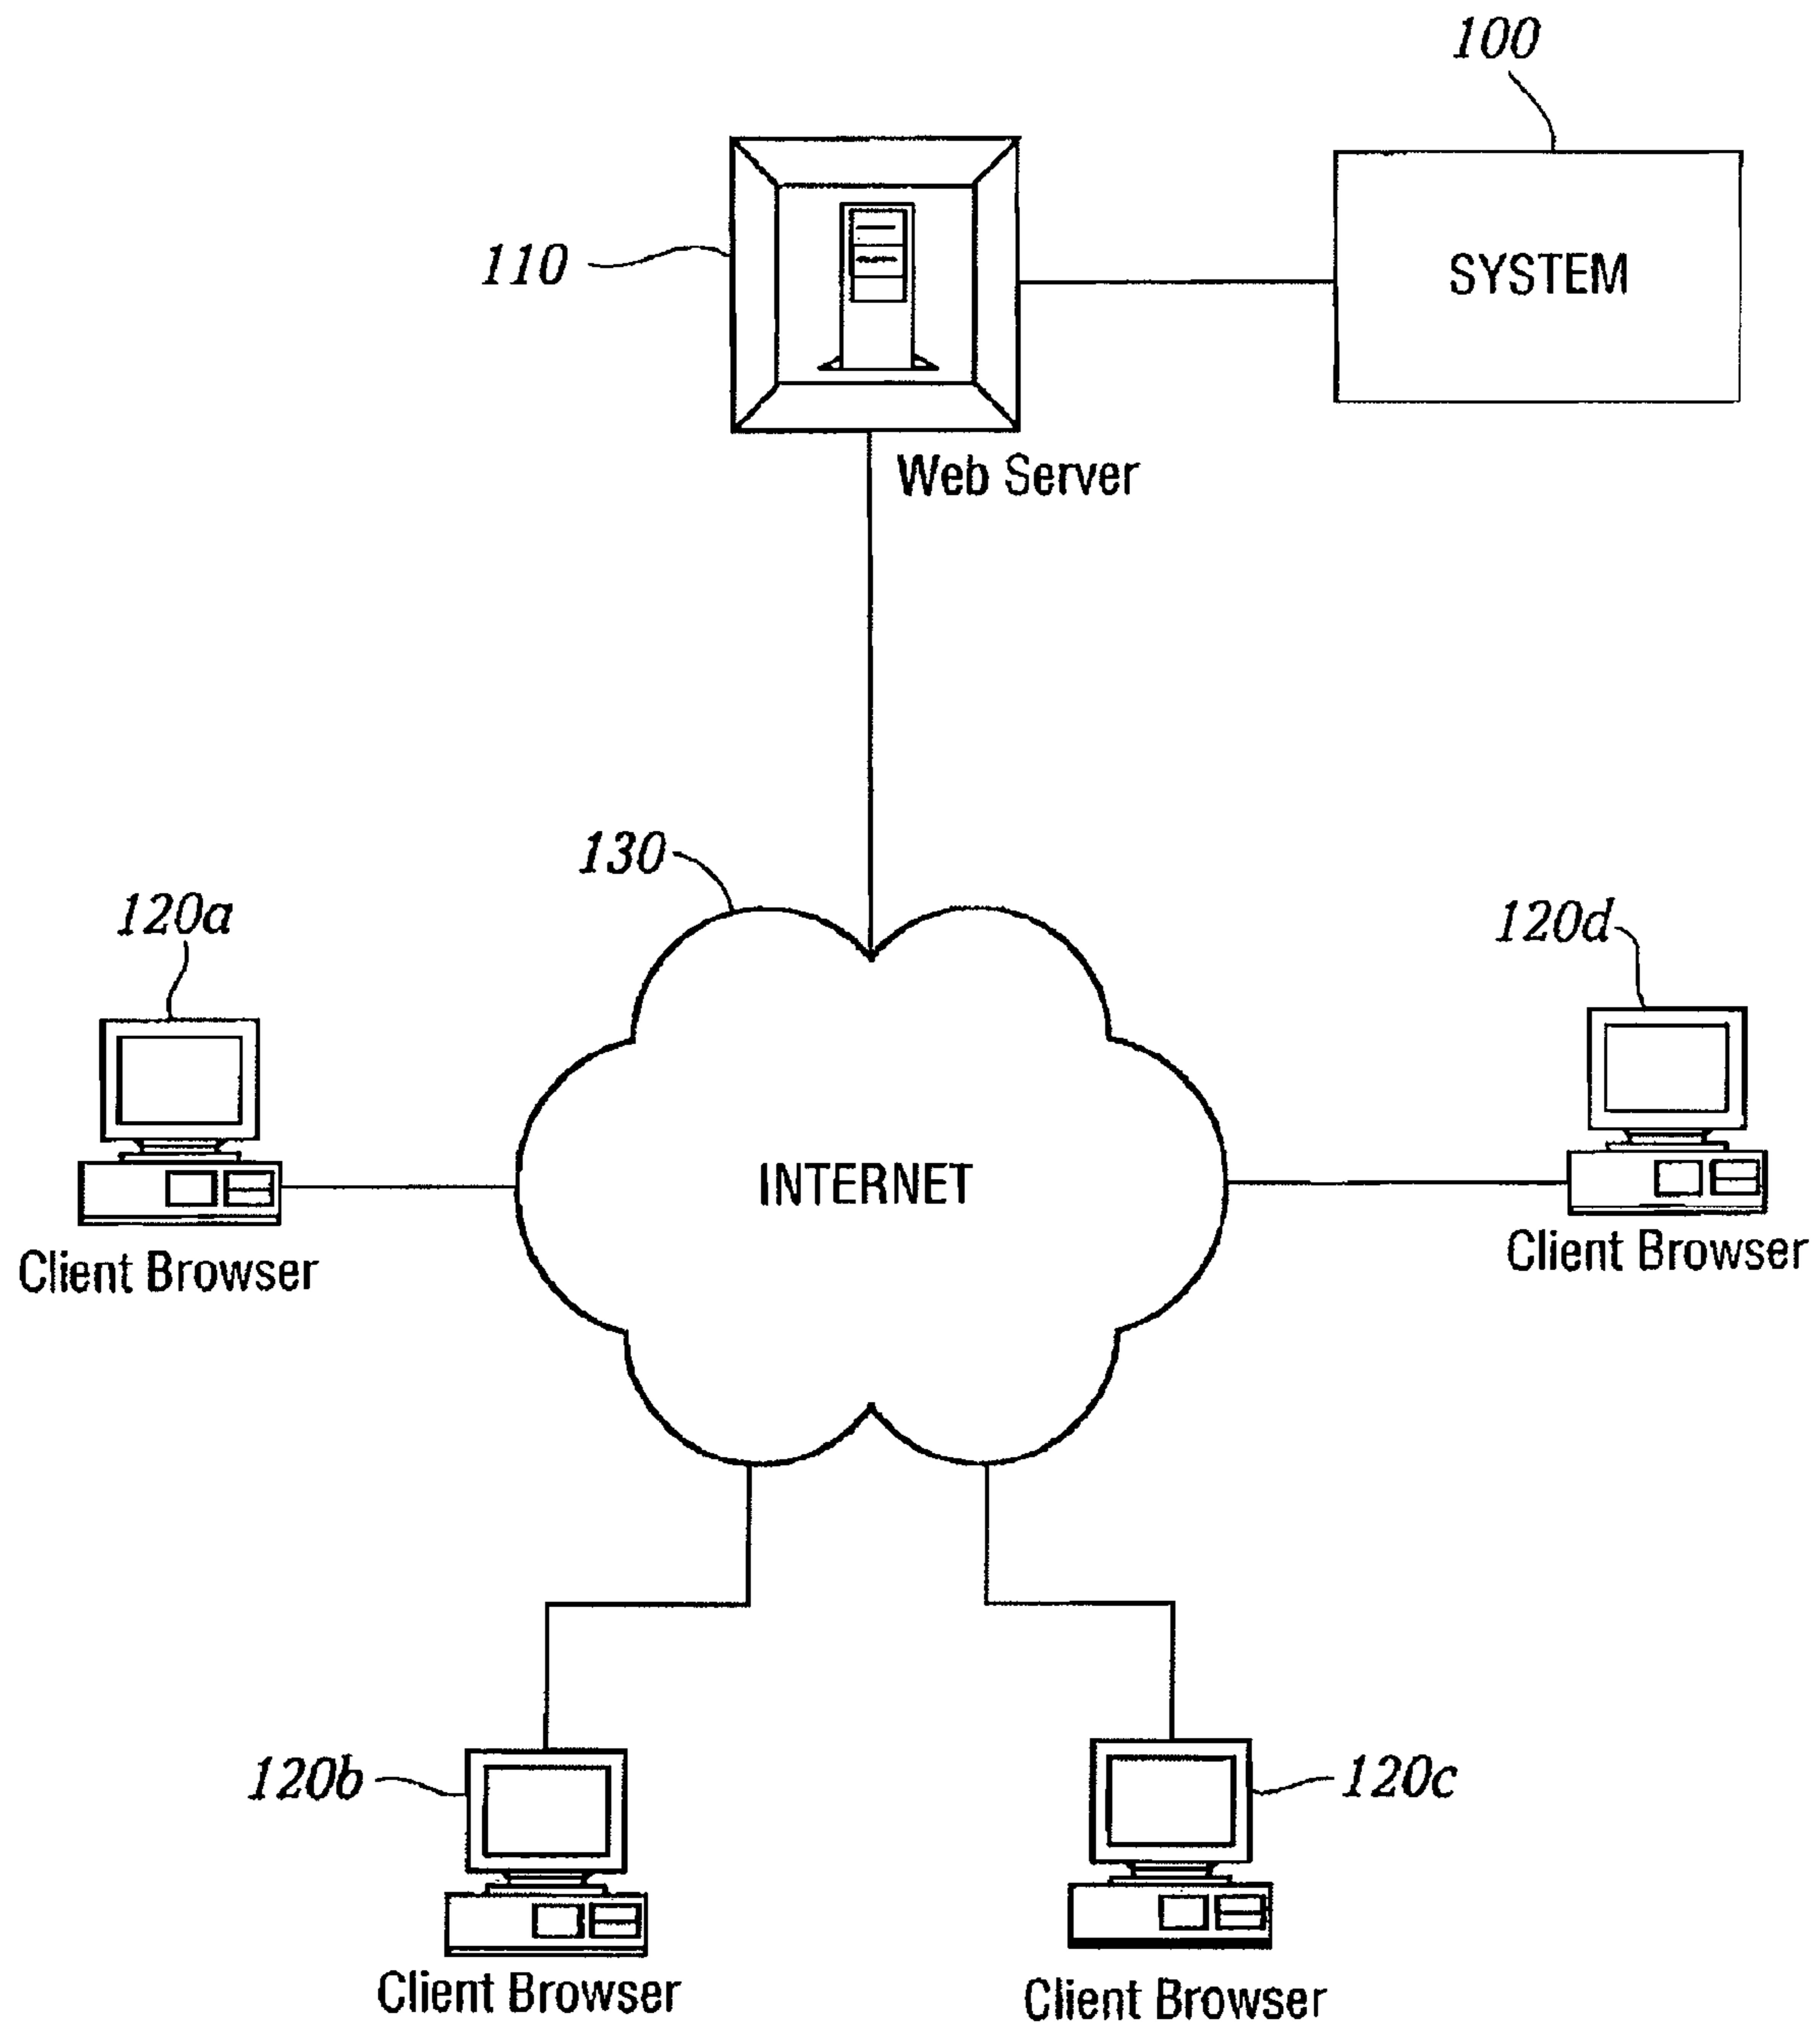 100
110
SYSTEM
Web Server
130
120a
120d
INTERNET
Client Browser
Client Browser
120b
120c
Client Browser
Client Browser